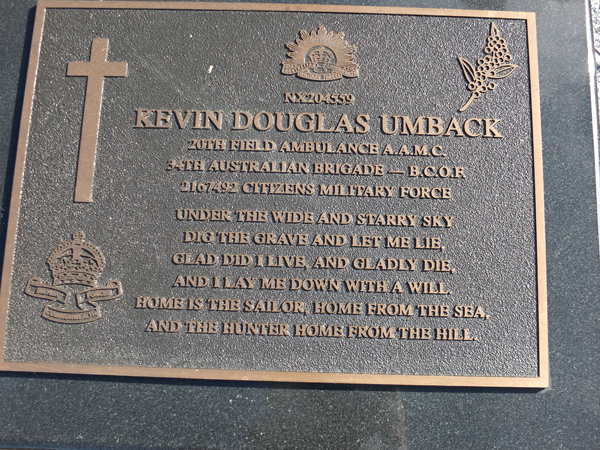 NX204559
KEVIN DOUGLAS UMBACK
20TH FIELD AMBULANCE A.A.M.C.
34TH AUSTRALIAN BRIGADE — B.C.O.F.
2167492 CITIZENS MILITARY FORCE
UNDER THE WIDE AND STARRY SKY
DIG THE GRAVE AND LET ME LIE,
GLAD DID I LIVE, AND GLADLY DIE,
AND I LAY ME DOWN WITH A WILL.
HOME IS THE SAILOR, HOME FROM THE SEA,
AND THE HUNTER HOME FROM THE HILL.